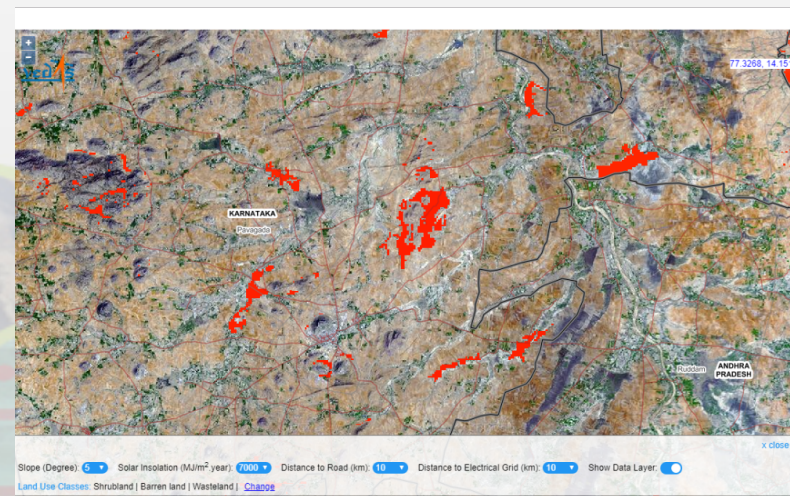 +
−
77.3268, 14.15
KARNATAKA
Pavagada
Ruddam
ANDHRA
PRADESH
x close
Slope (Degree): 5 Solar Insolation (MJ/m² year): 7000 Distance to Road (km): 10 Distance to Electrical Grid (km): 10 Show Data Layer:
Land Use Classes: Shrubland | Barren land | Wasteland | Change